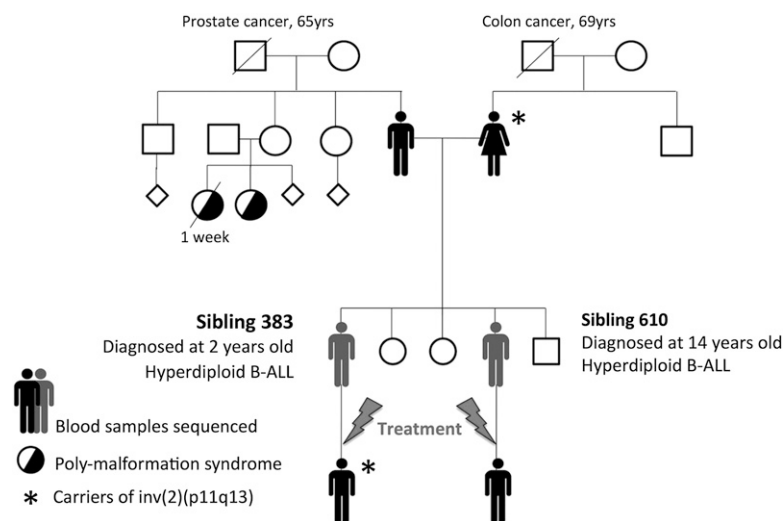 Prostate cancer, 65yrs
Colon cancer, 69yrs
*
1 week
Sibling 383
Diagnosed at 2 years old
Hyperdiploid B-ALL
Sibling 610
Diagnosed at 14 years old
Hyperdiploid B-ALL
Treatment
Blood samples sequenced
Poly-malformation syndrome
*
* Carriers of inv(2)(p11q13)